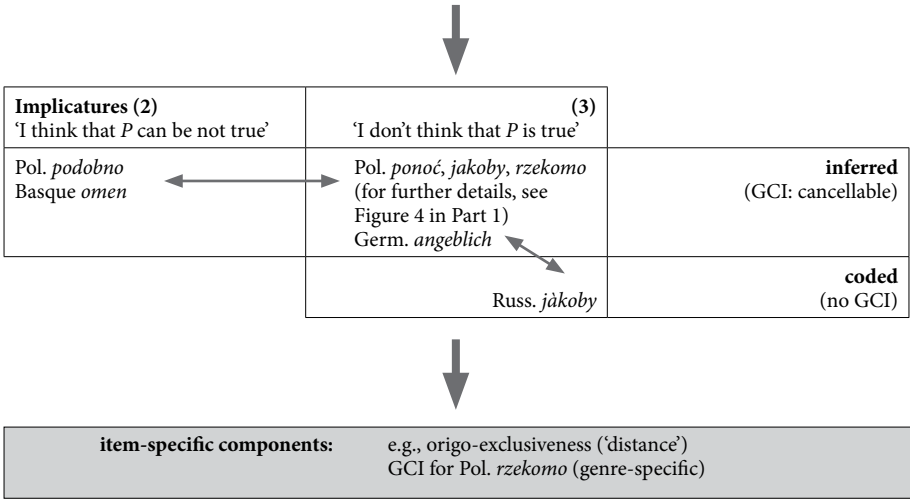 Implicatures (2)
‘I think that P can be not true’
(3)
‘I don’t think that P is true’
Pol. podobno
Basque omen
Pol. ponoć, jakoby, rzekomo
(for further details, see
Figure 4 in Part 1)
Germ. angeblich
inferred
(GCI: cancellable)
Russ. jàkoby
coded
(no GCI)
item-specific components:
e.g., origo-exclusiveness (‘distance’)
GCI for Pol. rzekomo (genre-specific)